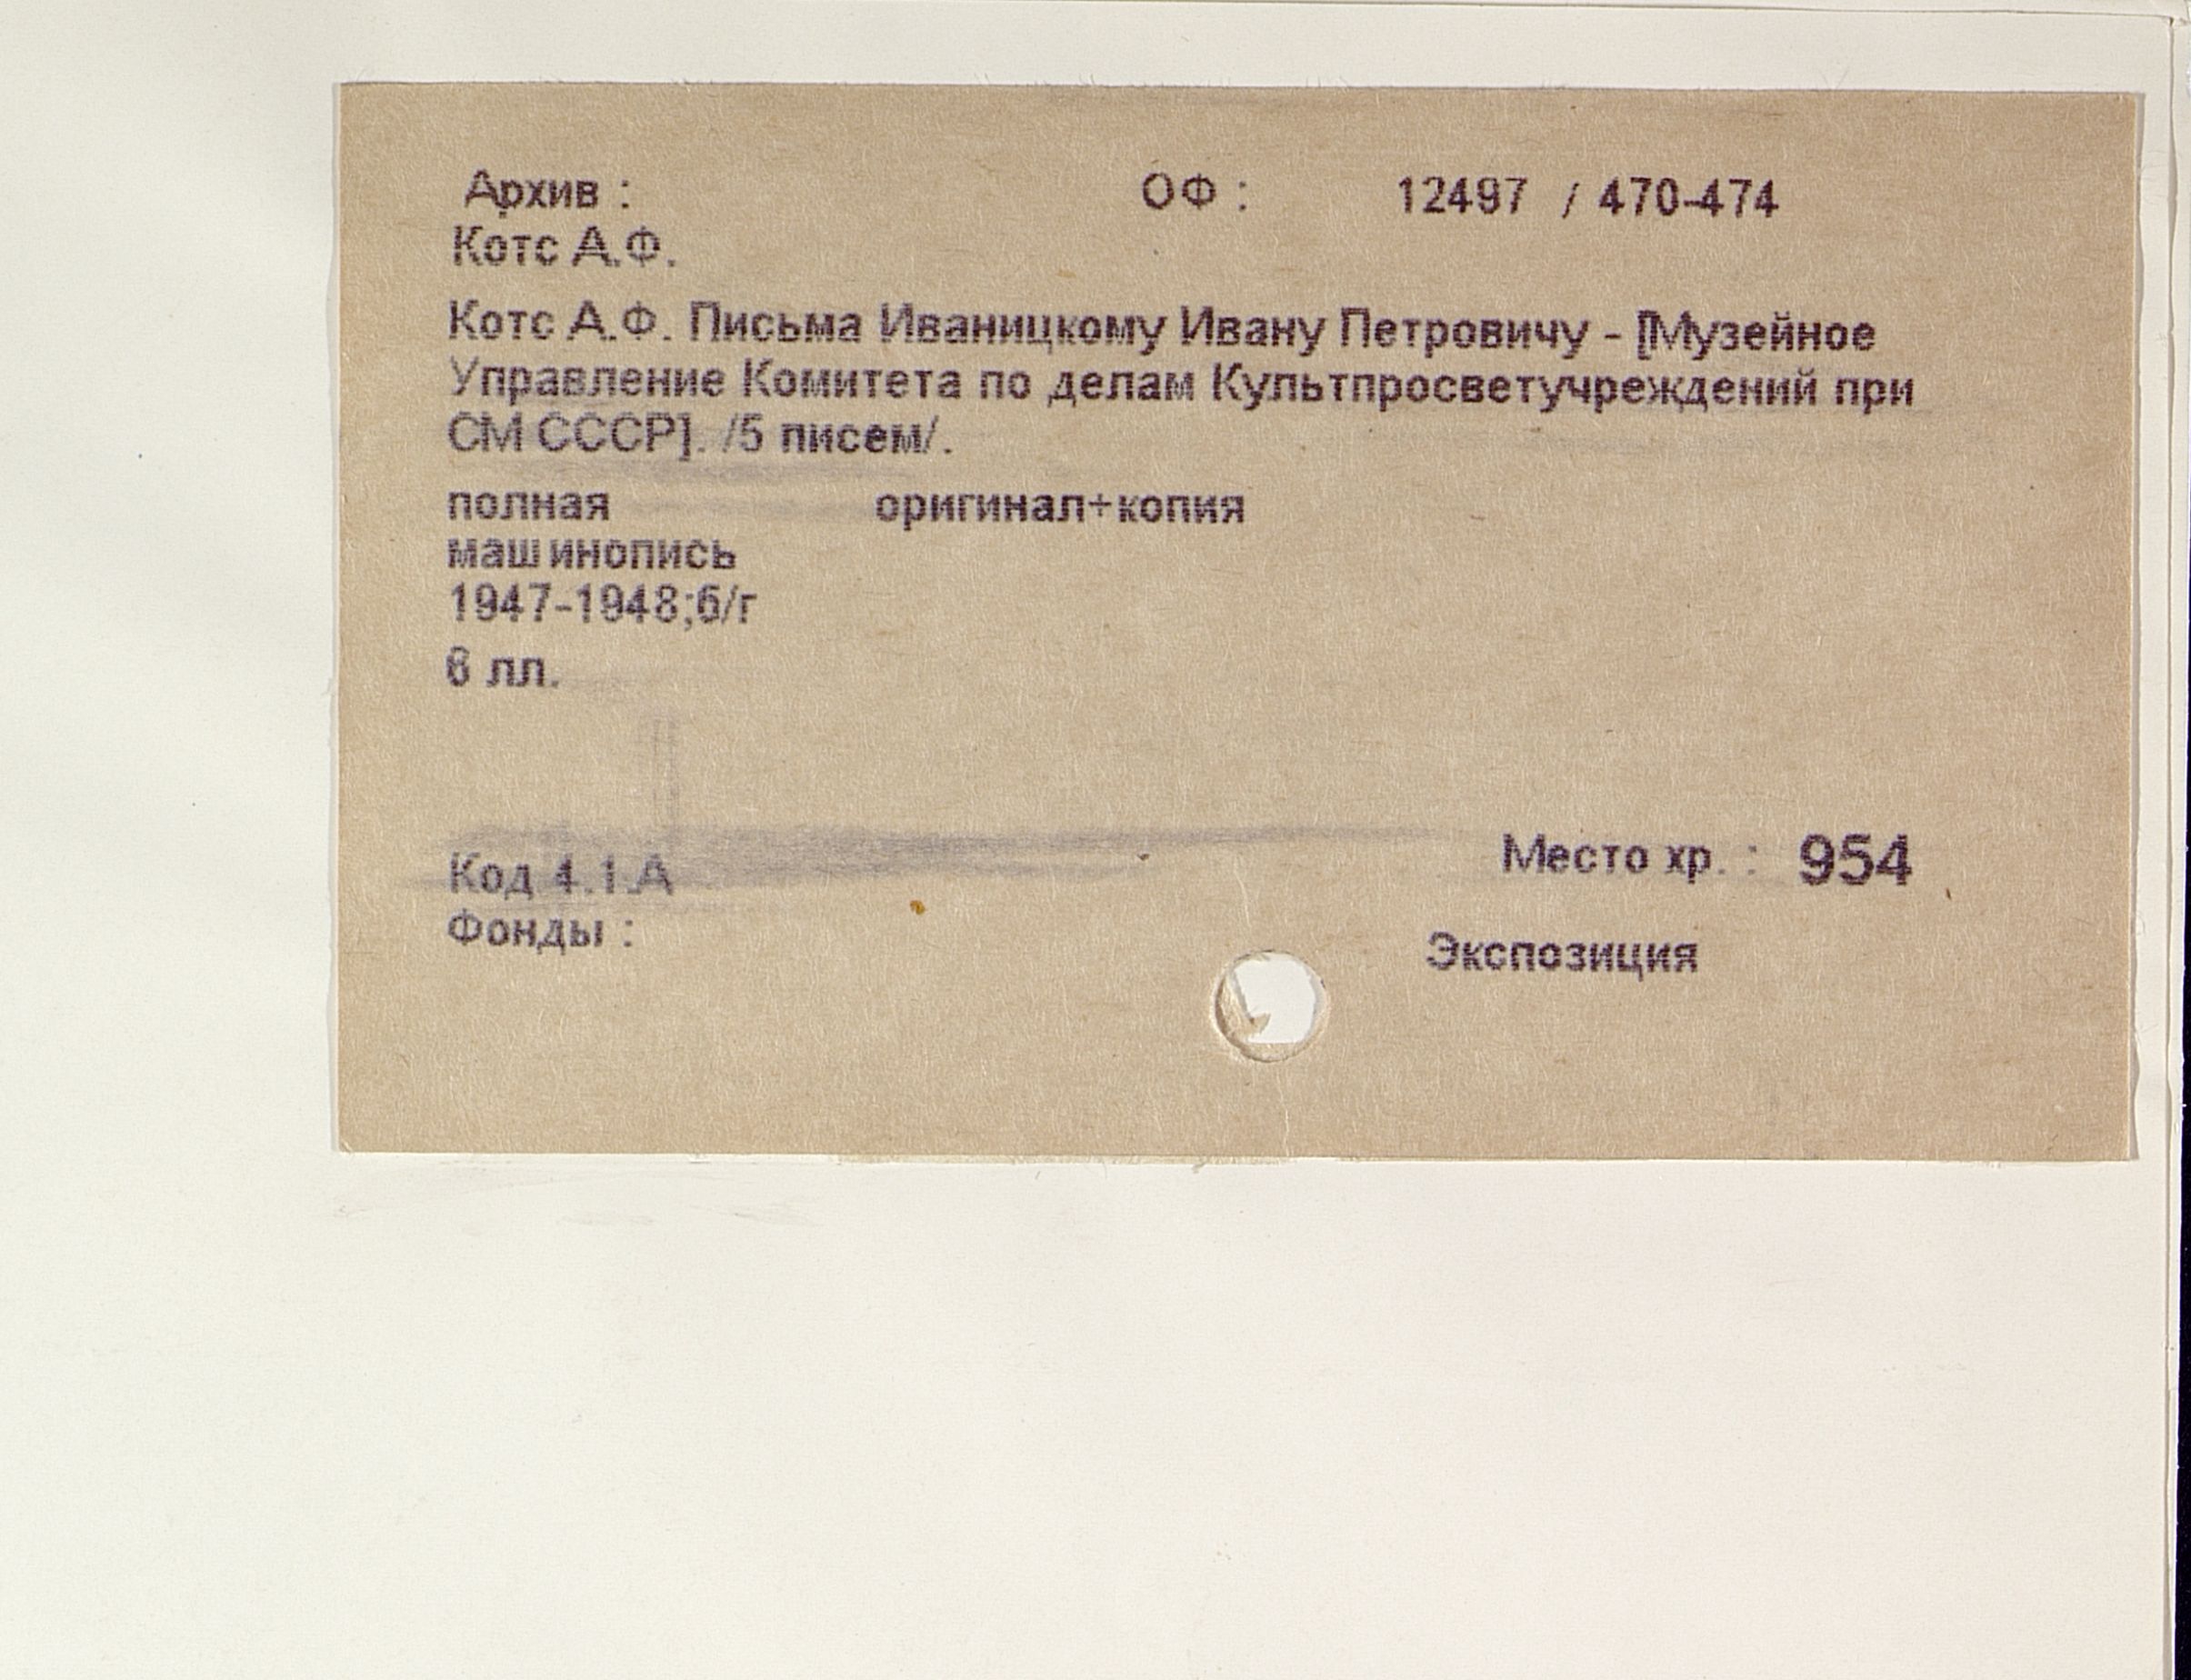 Архив : ОФ : 12497 / 470-474
Котс А.Ф.
Котс А.Ф. Письма Иваницкому Ивану Петровичу - [Музейное
Управление Комитета по делам Культпросветучреждений при
СМ СССР]. /5 писем/.
полная оригинал+копия
машинопись
1947-1948;б/г
6 лл.
Код 4.1.А Место хр. : 954
Фонды : Экспозиция